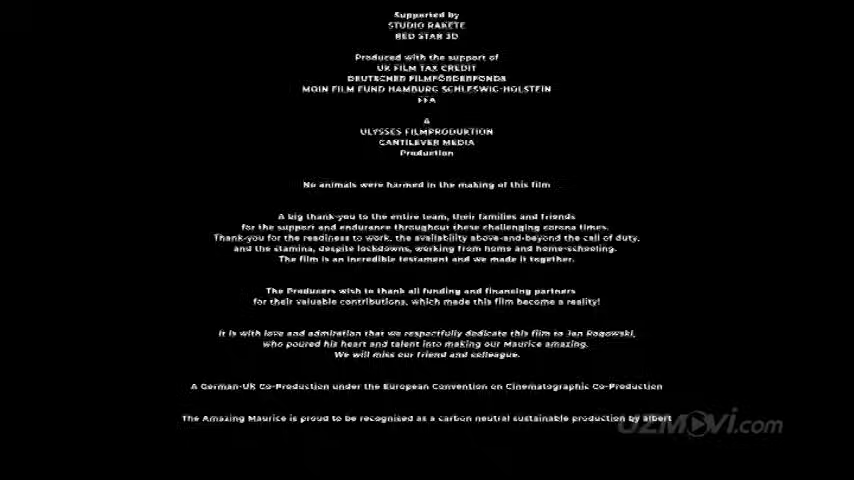 Supported by
STUDIO RAKETE
RED STAR 3D
Produced with the support of
UK FILM TAX CREDIT
DEUTSCHER FILMFÖRDERFONDS
MOIN FILM FUND HAMBURG SCHLESWIG-HOLSTEIN
FFA
A
ULYSSES FILMPRODUKTION
CANTILEVER MEDIA
Production
No animals were harmed in the making of this film
A big thank-you to the entire team, their families and friends
for the support and endurance throughout these challenging corona times.
Thank-you for the readiness to work, the availability above-and-beyond the call of duty,
and the stamina, despite lockdowns, working from home and home-schooling.
The film is an incredible testament and we made it together.
The Producers wish to thank all funding and financing partners
for their valuable contributions, which made this film become a reality!
It is with love and admiration that we respectfully dedicate this film to Jan Rogowski,
who poured his heart and talent into making our Maurice amazing.
We will miss our friend and colleague.
A German-UK Co-Production under the European Convention on Cinematographic Co-Production
The Amazing Maurice is proud to be recognised as a carbon neutral sustainable production by albert
UZMOVi.com